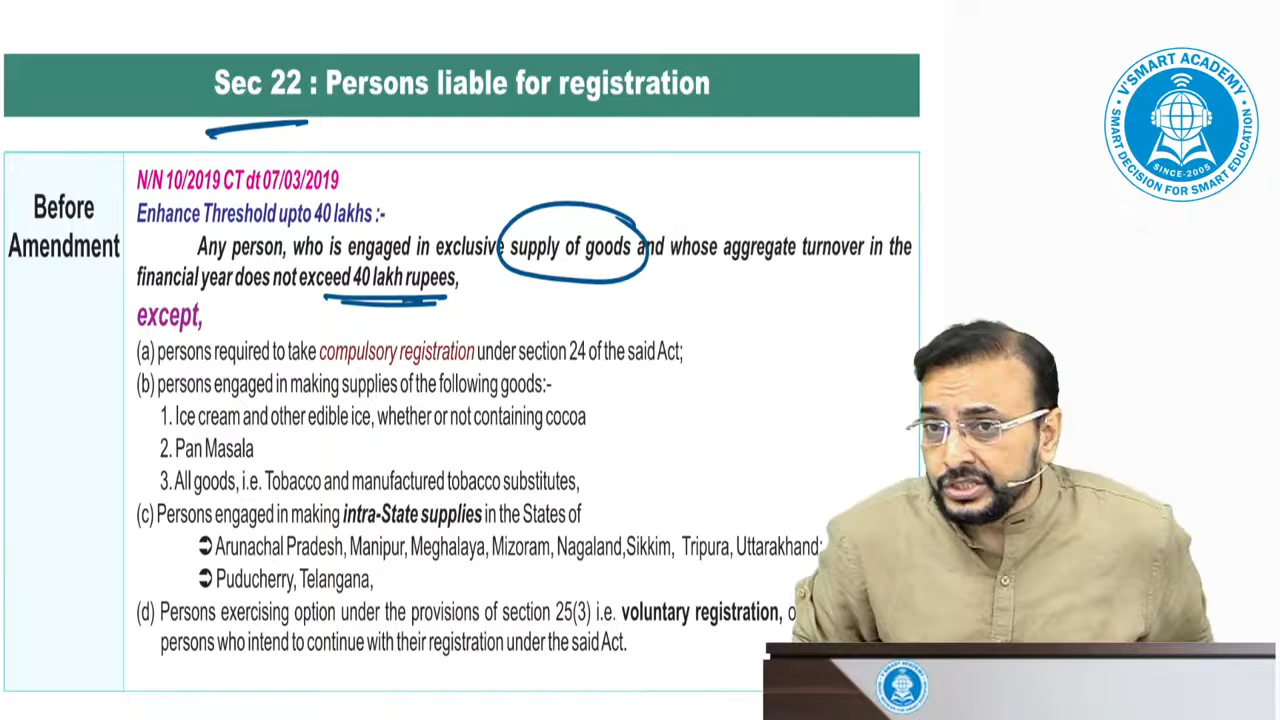 Sec 22 : Persons liable for registration
V'SMART ACADEMY
SINCE-2005
SMART DECISION FOR SMART EDUCATION
Before
Amendment
N/N 10/2019 CT dt 07/03/2019
Enhance Threshold upto 40 lakhs :-
Any person, who is engaged in exclusive supply of goods and whose aggregate turnover in the
financial year does not exceed 40 lakh rupees,
except,
(a) persons required to take compulsory registration under section 24 of the said Act;
(b) persons engaged in making supplies of the following goods:-
1. Ice cream and other edible ice, whether or not containing cocoa
2. Pan Masala
3. All goods, i.e. Tobacco and manufactured tobacco substitutes,
(c) Persons engaged in making intra-State supplies in the States of
➲ Arunachal Pradesh, Manipur, Meghalaya, Mizoram, Nagaland,Sikkim, Tripura, Uttarakhand;
➲ Puducherry, Telangana,
(d) Persons exercising option under the provisions of section 25(3) i.e. voluntary registration,
persons who intend to continue with their registration under the said Act.